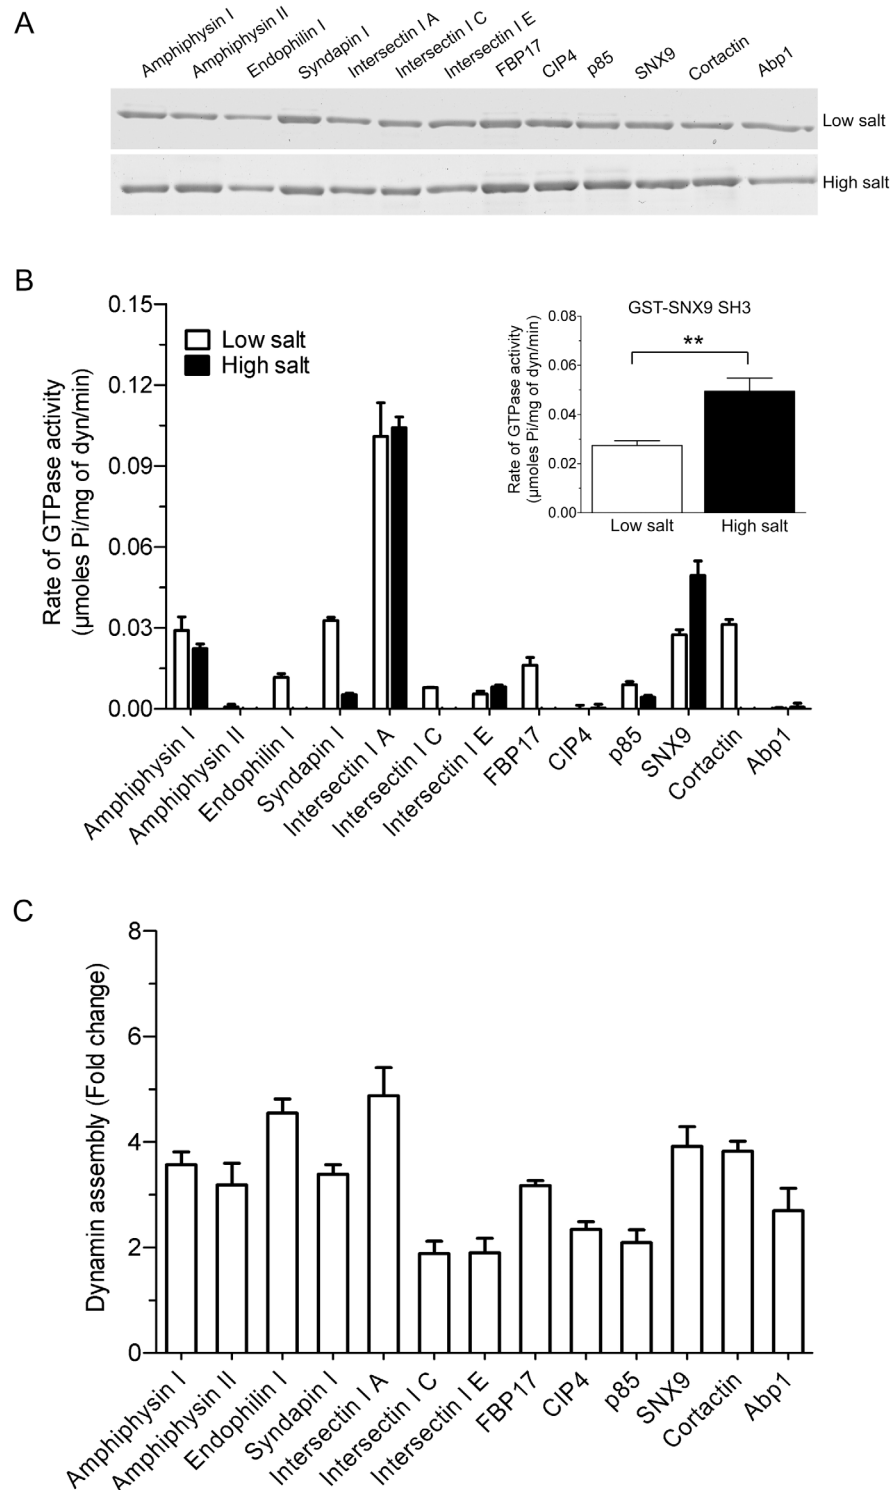 A
Amphiphysin I
Amphiphysin II
Endophilin I
Syndapin I
Intersectin I A
Intersectin I C
Intersectin I E
FBP17
CIP4
p85
SNX9
Cortactin
Abp1
Low salt
High salt
B
Rate of GTPase activity
(μmoles Pi/mg of dyn/min)
0.15
0.12
0.09
0.06
0.03
0.00
Low salt
High salt
GST-SNX9 SH3
Rate of GTPase activity
(μmoles Pi/mg of dyn/min)
0.08
0.06
0.04
0.02
0.00
**
Low salt
High salt
Amphiphysin I
Amphiphysin II
Endophilin I
Syndapin I
Intersectin I A
Intersectin I C
Intersectin I E
FBP17
CIP4
p85
SNX9
Cortactin
Abp1
C
Dynamin assembly (Fold change)
8
6
4
2
0
Amphiphysin I
Amphiphysin II
Endophilin I
Syndapin I
Intersectin I A
Intersectin I C
Intersectin I E
FBP17
CIP4
p85
SNX9
Cortactin
Abp1